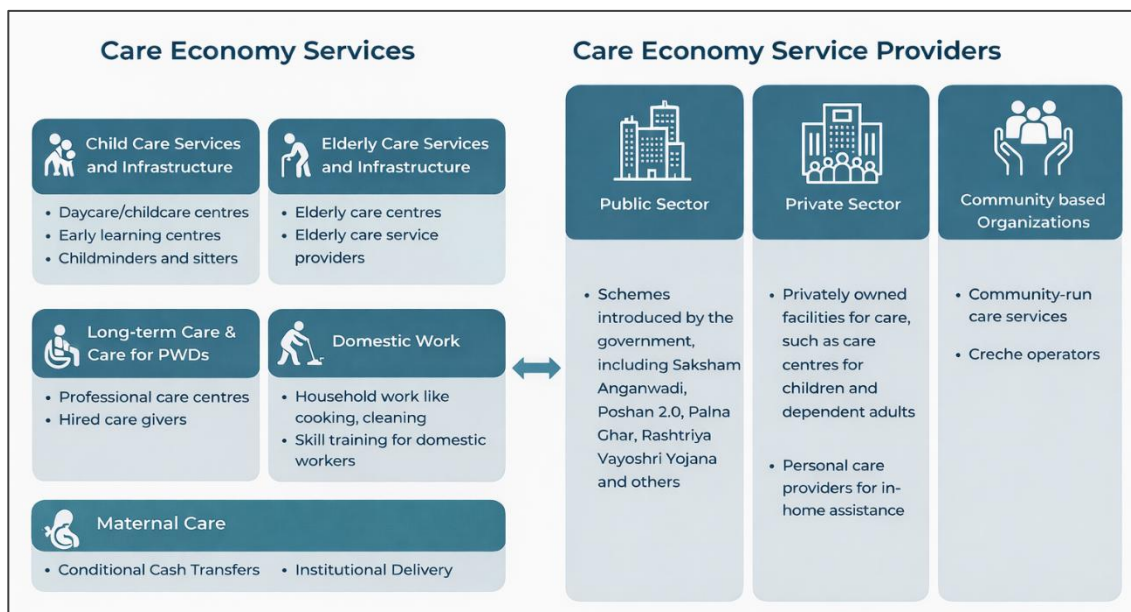 Care Economy Services
Child Care Services
and Infrastructure
• Daycare/childcare centres
• Early learning centres
• Childminders and sitters
Elderly Care Services
and Infrastructure
• Elderly care centres
• Elderly care service
providers
Long-term Care &
Care for PWDs
• Professional care centres
• Hired care givers
Domestic Work
• Household work like
cooking, cleaning
• Skill training for domestic
workers
Maternal Care
• Conditional Cash Transfers
• Institutional Delivery
Care Economy Service Providers
Public Sector
• Schemes
introduced by the
government,
including Saksham
Anganwadi,
Poshan 2.0, Palna
Ghar, Rashtriya
Vayoshri Yojana
and others
Private Sector
• Privately owned
facilities for care,
such as care
centres for
children and
dependent adults
• Personal care
providers for in-
home assistance
Community based
Organizations
• Community-run
care services
• Creche operators